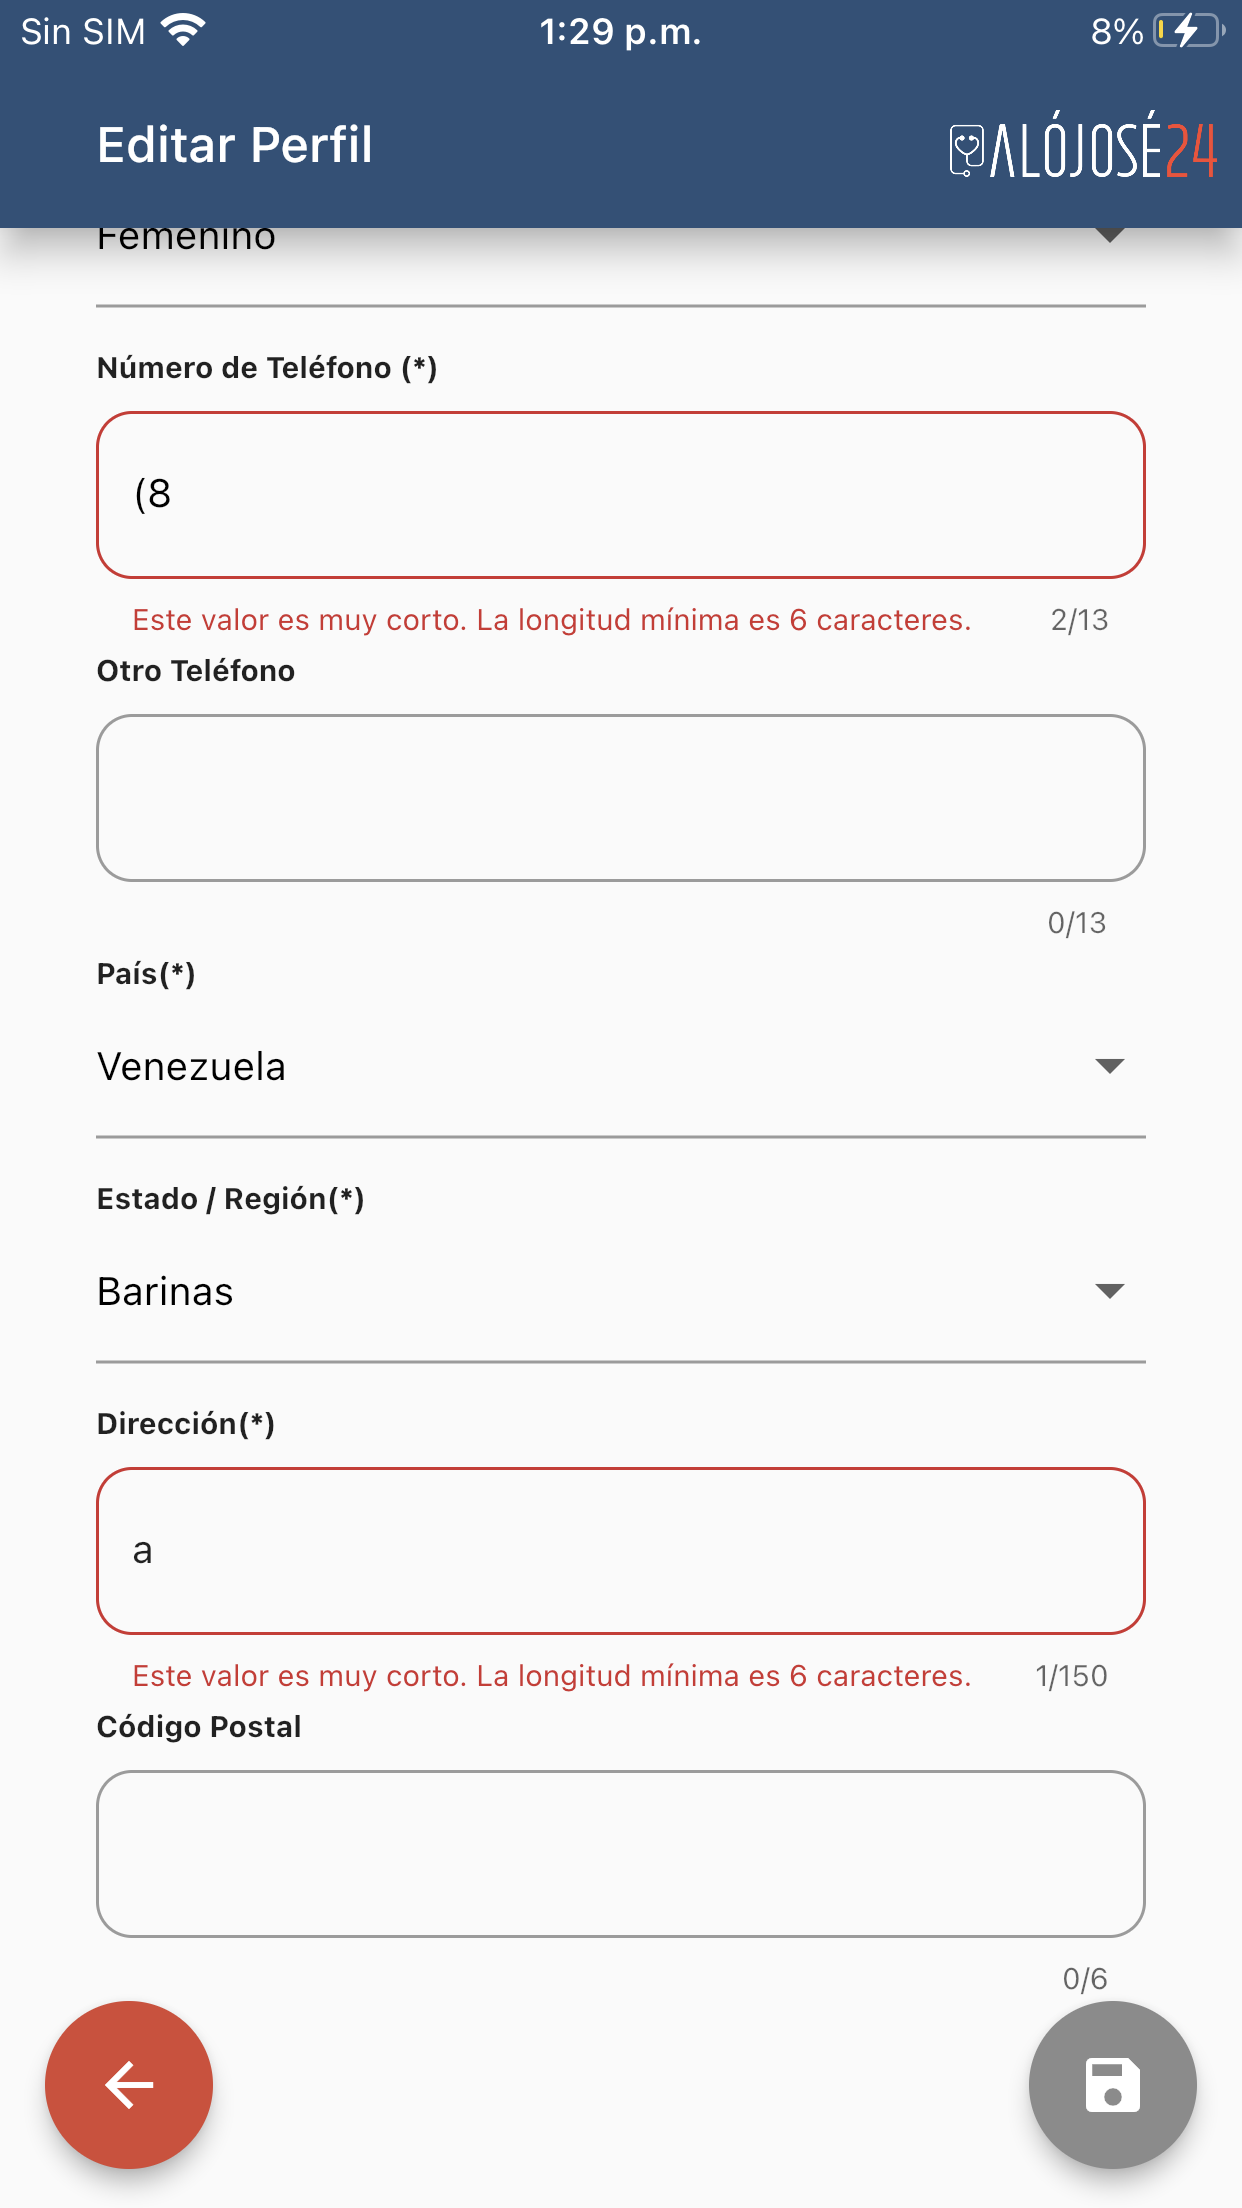 Sin SIM 1:29 p.m. 8%
Editar Perfil ALÓJOSÉ24
Femenino
Número de Teléfono (*)
(8
Este valor es muy corto. La longitud mínima es 6 caracteres. 2/13
Otro Teléfono
0/13
País(*)
Venezuela
Estado / Región(*)
Barinas
Dirección(*)
a
Este valor es muy corto. La longitud mínima es 6 caracteres. 1/150
Código Postal
0/6